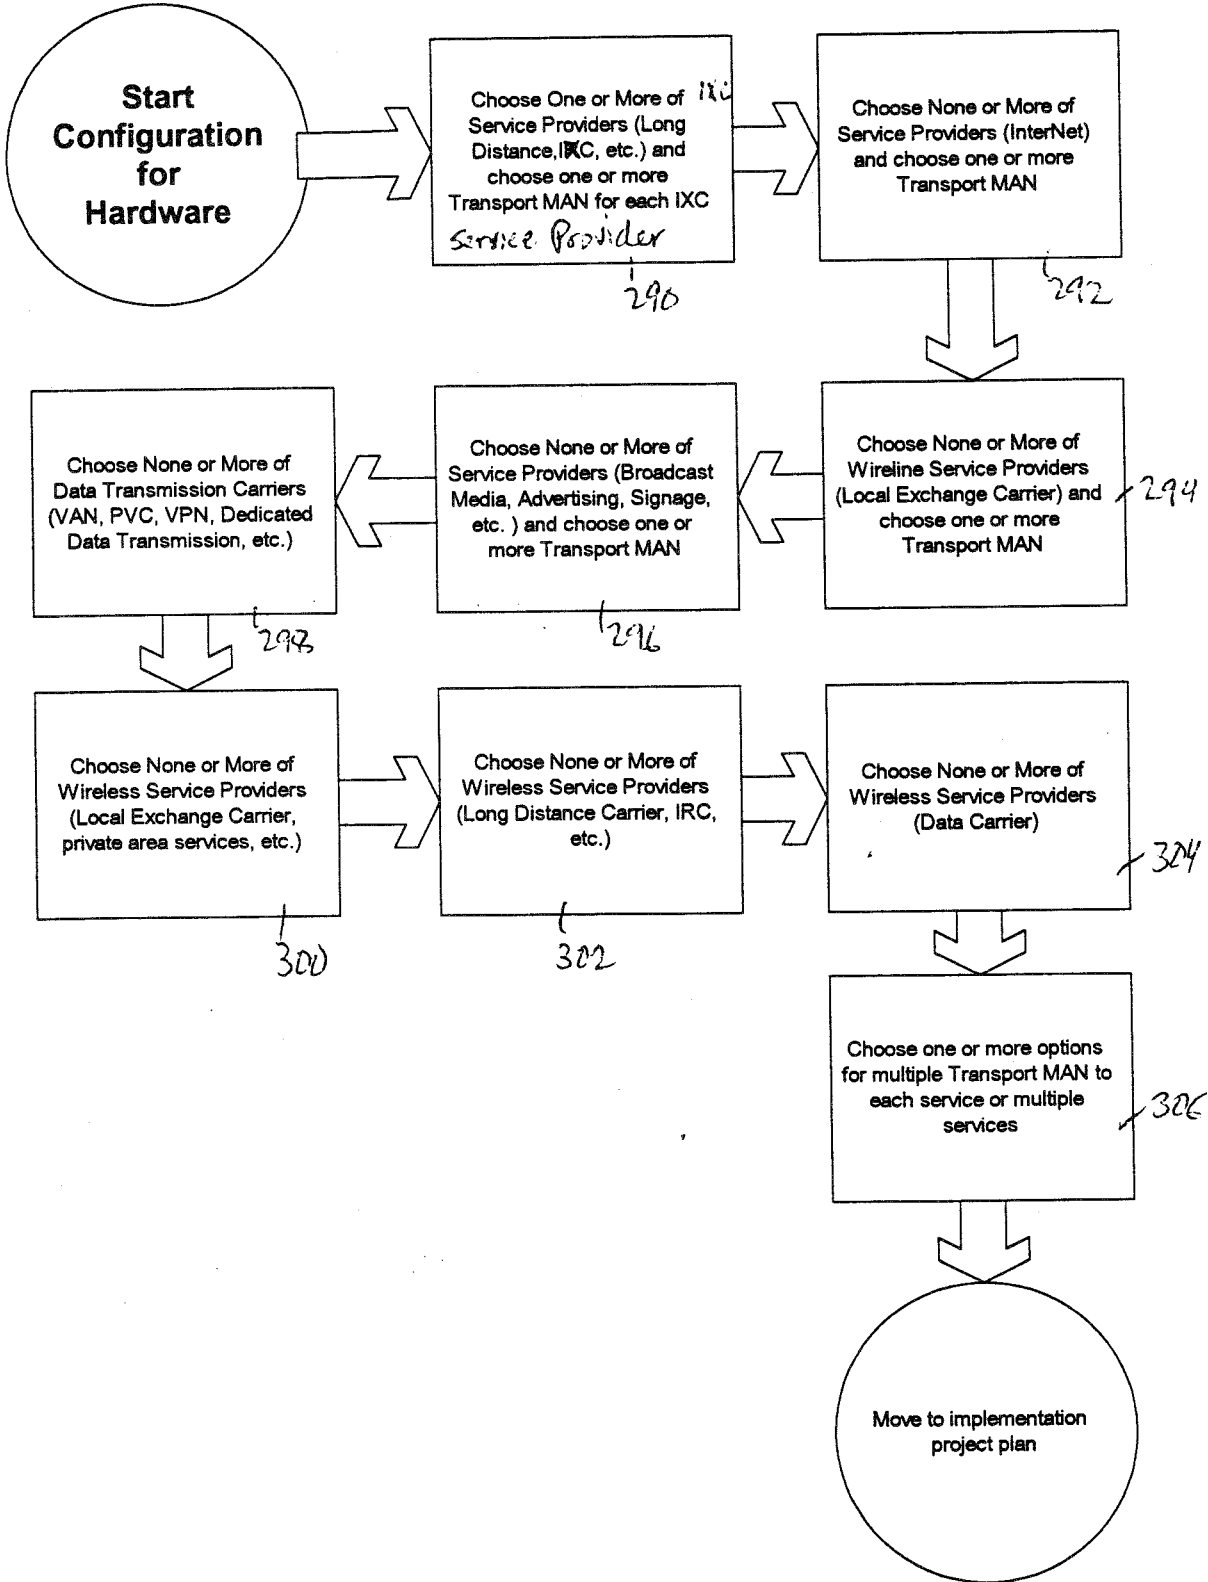 Start
Configuration
for
Hardware
Choose One or More of IXC
Service Providers (Long
Distance,IXC, etc.) and
choose one or more
Transport MAN for each IXC
Service Provider
290
Choose None or More of
Service Providers (InterNet)
and choose one or more
Transport MAN
292
Choose None or More of
Wireline Service Providers
(Local Exchange Carrier) and
choose one or more
Transport MAN
294
Choose None or More of
Service Providers (Broadcast
Media, Advertising, Signage,
etc. ) and choose one or
more Transport MAN
296
Choose None or More of
Data Transmission Carriers
(VAN, PVC, VPN, Dedicated
Data Transmission, etc.)
298
Choose None or More of
Wireless Service Providers
(Local Exchange Carrier,
private area services, etc.)
300
Choose None or More of
Wireless Service Providers
(Long Distance Carrier, IRC,
etc.)
302
Choose None or More of
Wireless Service Providers
(Data Carrier)
304
Choose one or more options
for multiple Transport MAN to
each service or multiple
services
306
Move to implementation
project plan